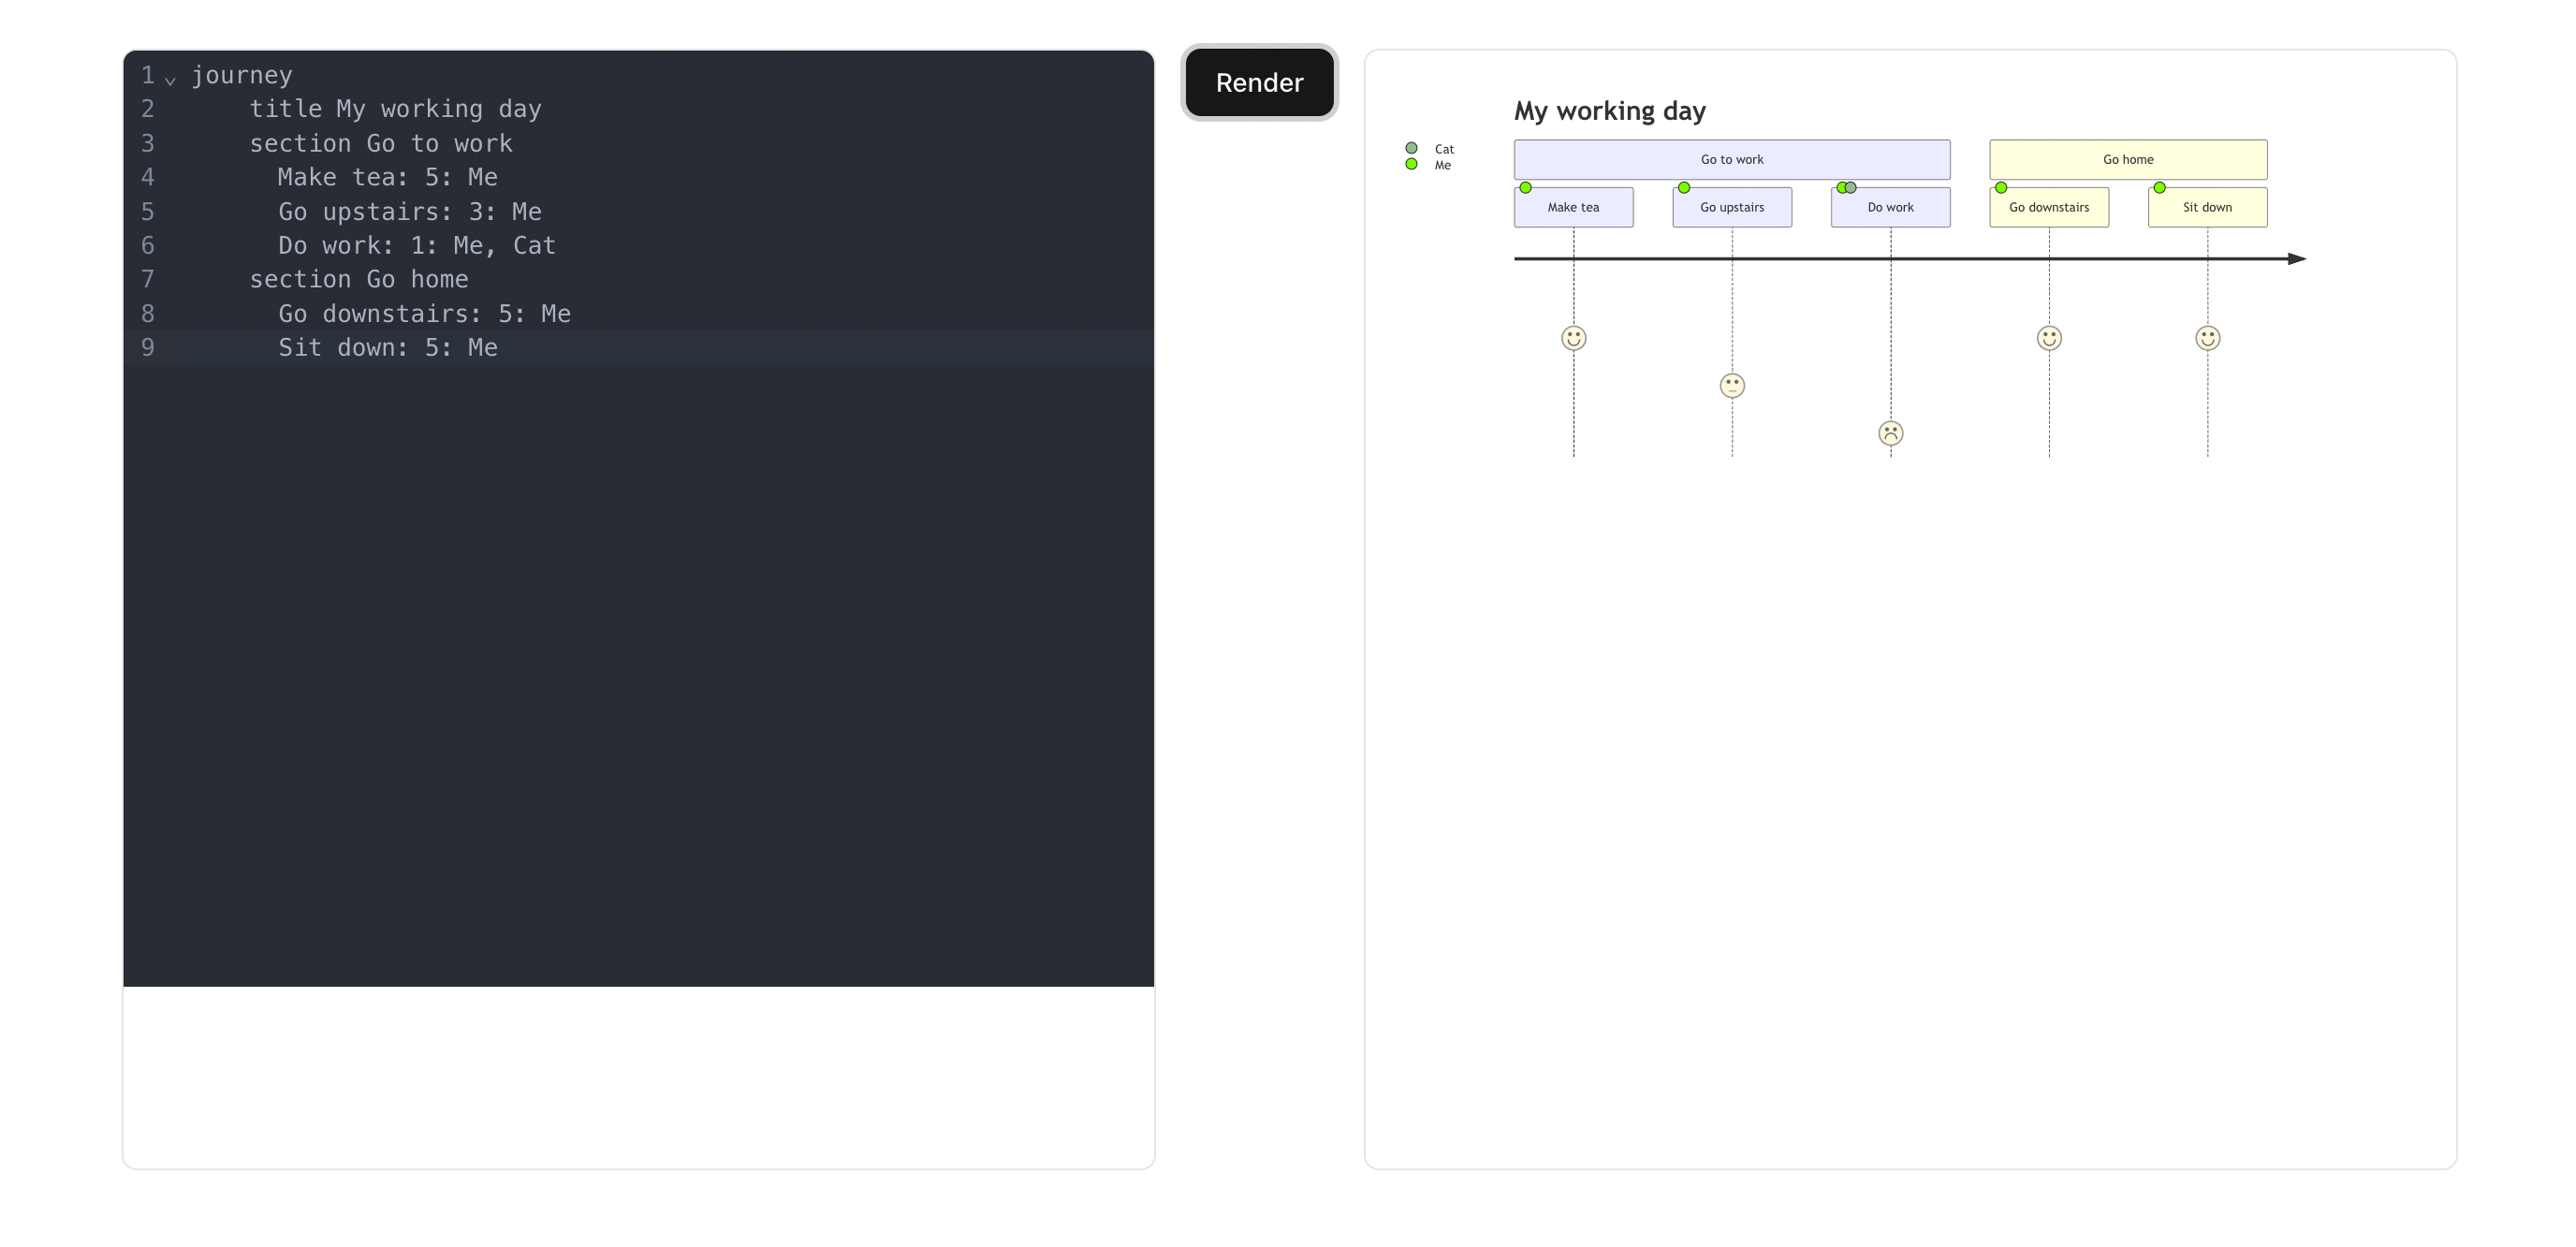 1 journey
2     title My working day
3     section Go to work
4       Make tea: 5: Me
5       Go upstairs: 3: Me
6       Do work: 1: Me, Cat
7     section Go home
8       Go downstairs: 5: Me
9       Sit down: 5: Me
Render
My working day
Cat
Me
Go to work
Go home
Make tea
Go upstairs
Do work
Go downstairs
Sit down